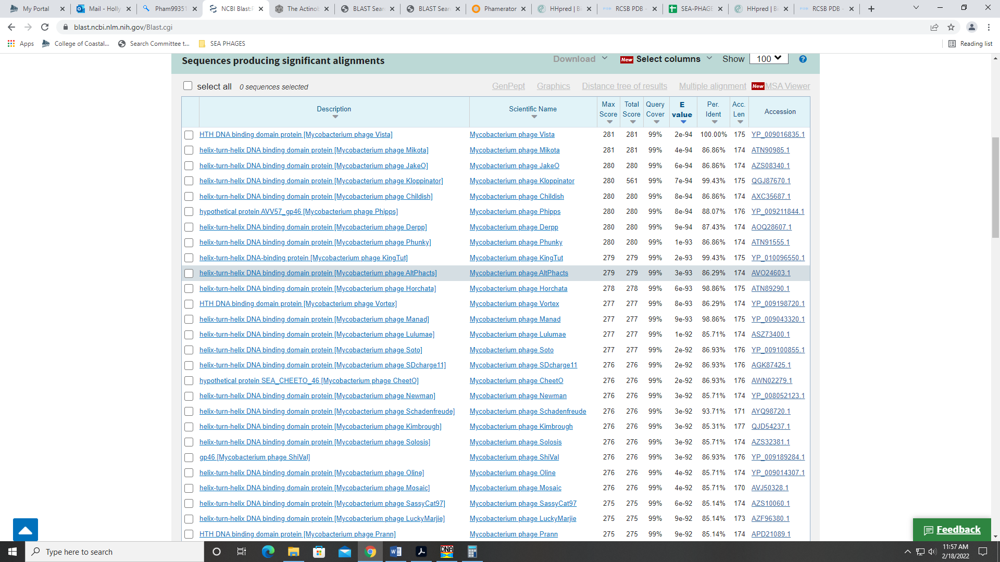 My Portal
Mail - Holly
Pham99351
NCBI Blast:P
The Actinob
BLAST Sear
BLAST Sear
Phamerator
HHpred | Bi
RCSB PDB -
SEA-PHAGE
HHpred | Bi
RCSB PDB -
blast.ncbi.nlm.nih.gov/Blast.cgi
Apps College of Coastal... Search Committee t... SEA PHAGES Reading list
Sequences producing significant alignments Download New Select columns Show 100 ?
select all 0 sequences selected GenPept Graphics Distance tree of results Multiple alignment New MSA Viewer
Description Scientific Name Max Score Total Score Query Cover E value Per. Ident Acc. Len Accession
HTH DNA binding domain protein [Mycobacterium phage Vista] Mycobacterium phage Vista 281 281 99% 2e-94 100.00% 175 YP_009016835.1
helix-turn-helix DNA binding domain protein [Mycobacterium phage Mikota] Mycobacterium phage Mikota 281 281 99% 4e-94 86.86% 174 ATN90985.1
helix-turn-helix DNA binding domain protein [Mycobacterium phage JakeO] Mycobacterium phage JakeO 280 280 99% 6e-94 86.86% 174 AZS08340.1
helix-turn-helix DNA binding domain protein [Mycobacterium phage Kloppinator] Mycobacterium phage Kloppinator 280 561 99% 7e-94 99.43% 175 QGJ87670.1
helix-turn-helix DNA binding domain protein [Mycobacterium phage Childish] Mycobacterium phage Childish 280 280 99% 8e-94 86.86% 174 AXC35687.1
hypothetical protein AVV57_gp46 [Mycobacterium phage Phipps] Mycobacterium phage Phipps 280 280 99% 8e-94 88.07% 176 YP_009211844.1
helix-turn-helix DNA binding domain protein [Mycobacterium phage Derpp] Mycobacterium phage Derpp 280 280 99% 9e-94 87.43% 174 AOQ28607.1
helix-turn-helix DNA binding domain protein [Mycobacterium phage Phunky] Mycobacterium phage Phunky 280 280 99% 1e-93 86.86% 174 ATN91555.1
helix-turn-helix DNA-binding protein [Mycobacterium phage KingTut] Mycobacterium phage KingTut 279 279 99% 2e-93 99.43% 175 YP_010096550.1
helix-turn-helix DNA binding domain protein [Mycobacterium phage AltPhacts] Mycobacterium phage AltPhacts 279 279 99% 3e-93 86.29% 174 AVO24603.1
helix-turn-helix DNA binding domain protein [Mycobacterium phage Horchata] Mycobacterium phage Horchata 278 278 99% 6e-93 98.86% 175 ATN89290.1
HTH DNA binding domain protein [Mycobacterium phage Vortex] Mycobacterium phage Vortex 277 277 99% 8e-93 86.29% 174 YP_009198720.1
helix-turn-helix DNA binding domain protein [Mycobacterium phage Manad] Mycobacterium phage Manad 277 277 99% 9e-93 98.86% 175 YP_009043320.1
helix-turn-helix DNA binding domain protein [Mycobacterium phage Lulumae] Mycobacterium phage Lulumae 277 277 99% 1e-92 85.71% 174 ASZ73400.1
helix-turn-helix DNA binding domain protein [Mycobacterium phage Soto] Mycobacterium phage Soto 277 277 99% 2e-92 86.93% 176 YP_009100855.1
helix-turn-helix DNA binding domain protein [Mycobacterium phage SDcharge11] Mycobacterium phage SDcharge11 276 276 99% 2e-92 86.93% 176 AGK87425.1
hypothetical protein SEA_CHEETO_46 [Mycobacterium phage CheetO] Mycobacterium phage CheetO 276 276 99% 2e-92 86.93% 176 AWN02279.1
helix-turn-helix DNA binding domain protein [Mycobacterium phage Newman] Mycobacterium phage Newman 276 276 99% 3e-92 85.71% 174 YP_008052123.1
helix-turn-helix DNA binding domain protein [Mycobacterium phage Schadenfreude] Mycobacterium phage Schadenfreude 276 276 99% 3e-92 93.71% 171 AYQ98720.1
helix-turn-helix DNA binding domain protein [Mycobacterium phage Kimbrough] Mycobacterium phage Kimbrough 276 276 99% 3e-92 85.31% 177 QJD54237.1
helix-turn-helix DNA binding domain protein [Mycobacterium phage Solosis] Mycobacterium phage Solosis 276 276 99% 3e-92 85.71% 174 AZS32381.1
gp46 [Mycobacterium phage ShiVal] Mycobacterium phage ShiVal 276 276 99% 3e-92 86.93% 176 YP_009189284.1
helix-turn-helix DNA binding domain protein [Mycobacterium phage Oline] Mycobacterium phage Oline 276 276 99% 4e-92 85.71% 174 YP_009014307.1
helix-turn-helix DNA binding domain protein [Mycobacterium phage Mosaic] Mycobacterium phage Mosaic 276 276 99% 4e-92 85.71% 170 AVJ50328.1
helix-turn-helix DNA binding domain protein [Mycobacterium phage SassyCat97] Mycobacterium phage SassyCat97 275 275 99% 6e-92 85.14% 174 AZS10060.1
helix-turn-helix DNA binding domain protein [Mycobacterium phage LuckyMarjie] Mycobacterium phage LuckyMarjie 275 275 99% 9e-92 85.14% 173 AZF96380.1
HTH DNA binding domain protein [Mycobacterium phage Prann] Mycobacterium phage Prann 275 275 99% 9e-92 85.14% 174 APD21089.1
Feedback
Type here to search
DNA
11:57 AM
2/18/2022